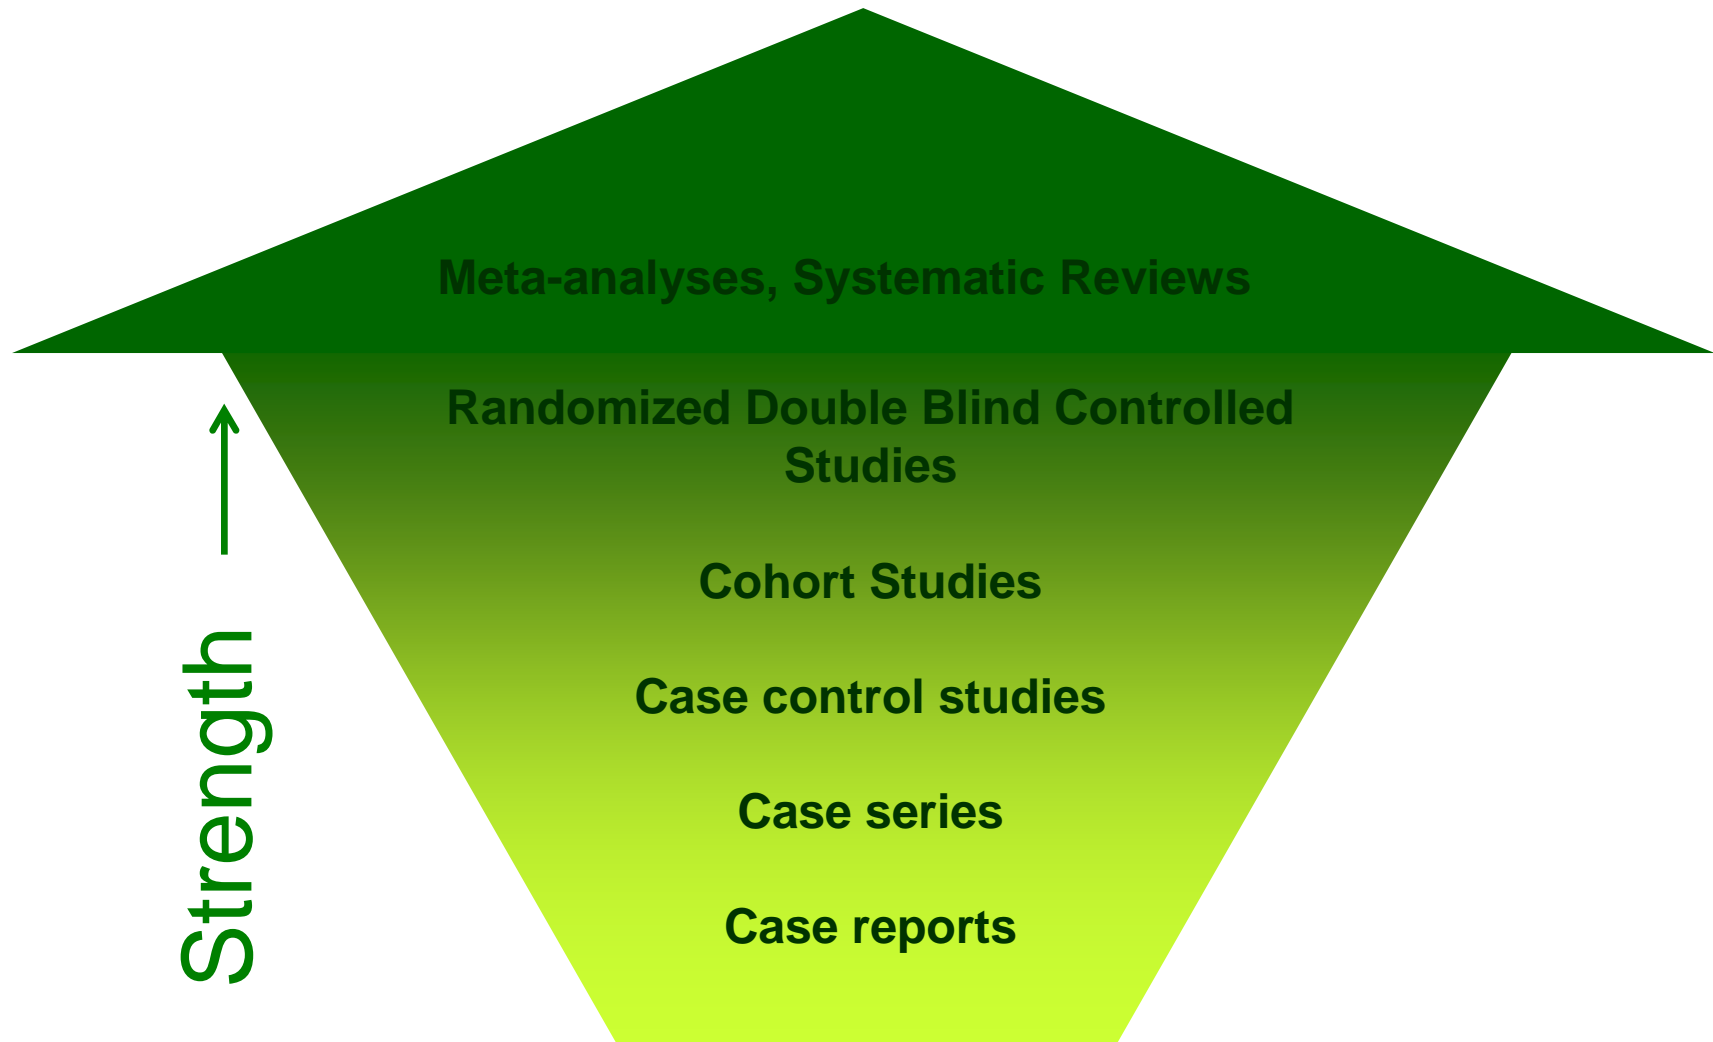 Meta-analyses, Systematic Reviews
Randomized Double Blind Controlled
Studies
Cohort Studies
Case control studies
Case series
Case reports
Strength